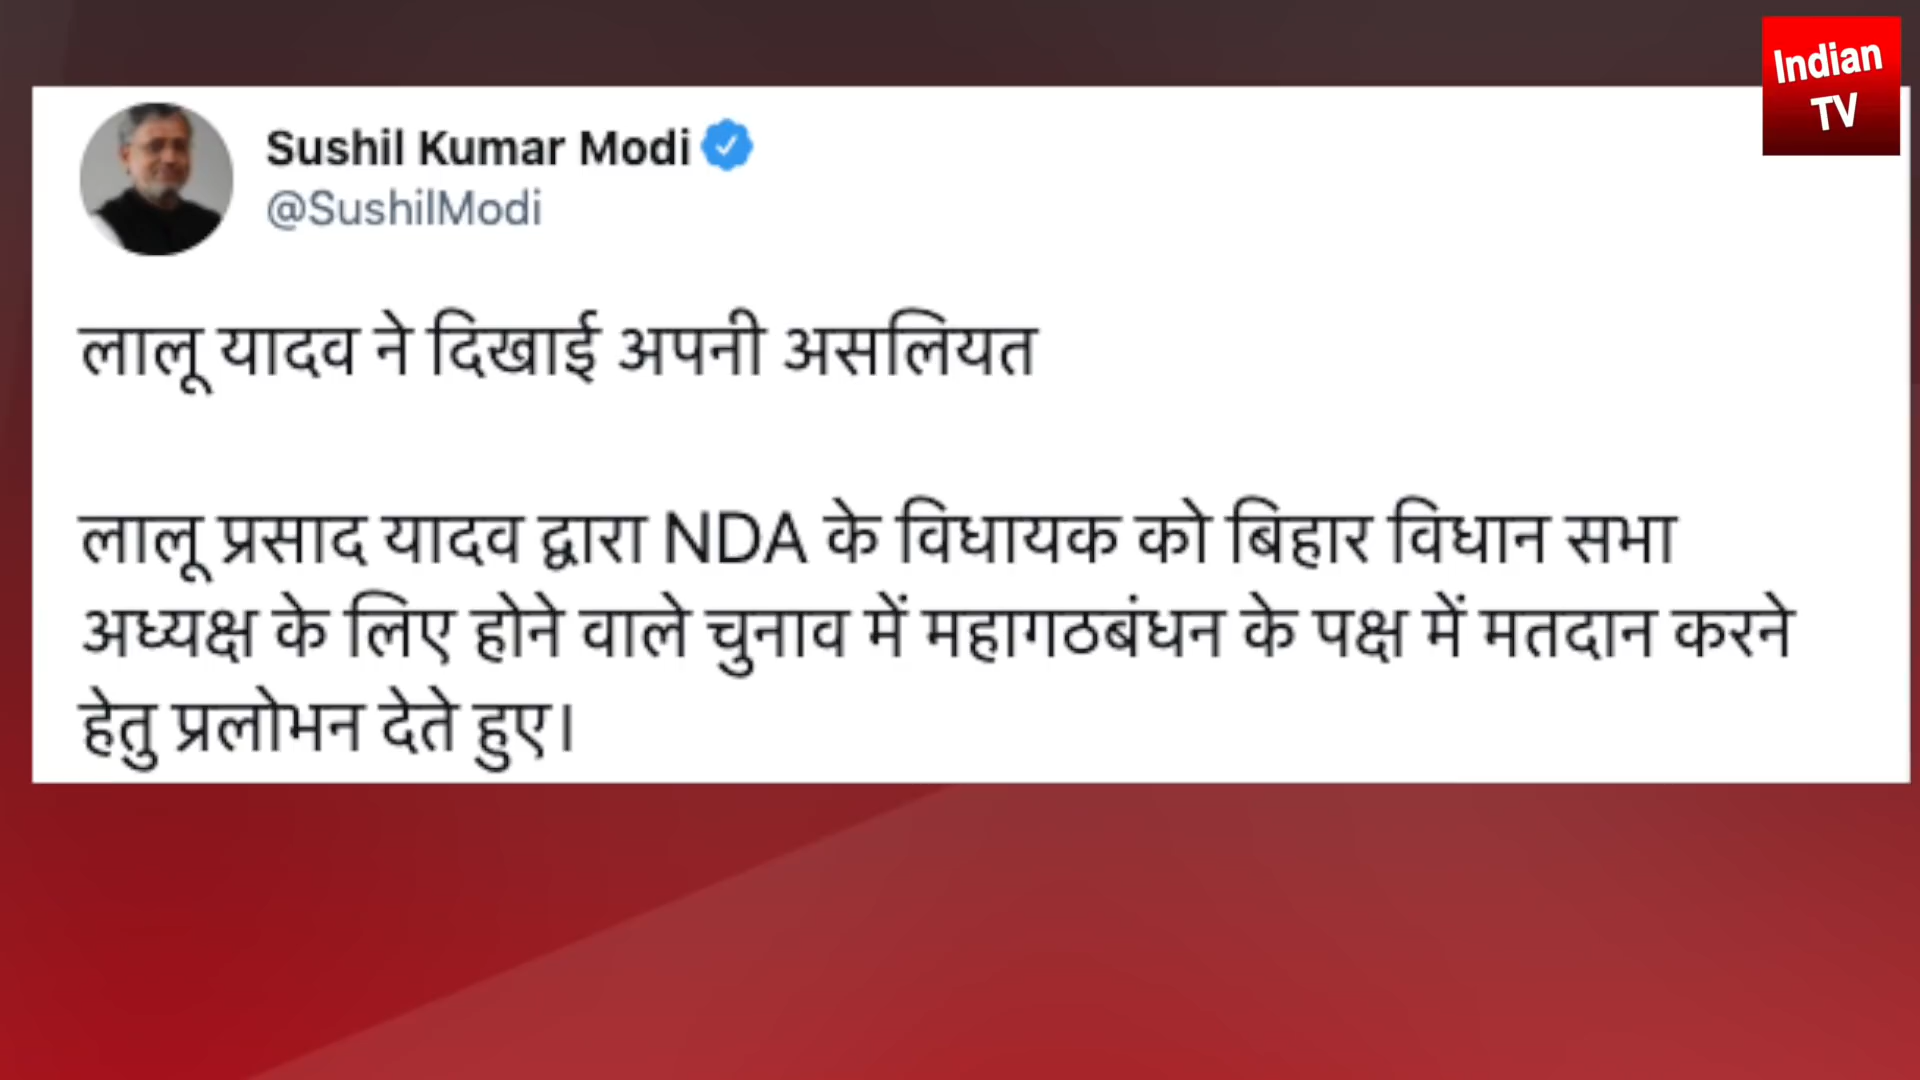 Indian
TV
Sushil Kumar Modi
@SushilModi
लालू यादव ने दिखाई अपनी असलियत
लालू प्रसाद यादव द्वारा NDA के विधायक को बिहार विधान सभा
अध्यक्ष के लिए होने वाले चुनाव में महागठबंधन के पक्ष में मतदान करने
हेतु प्रलोभन देते हुए।